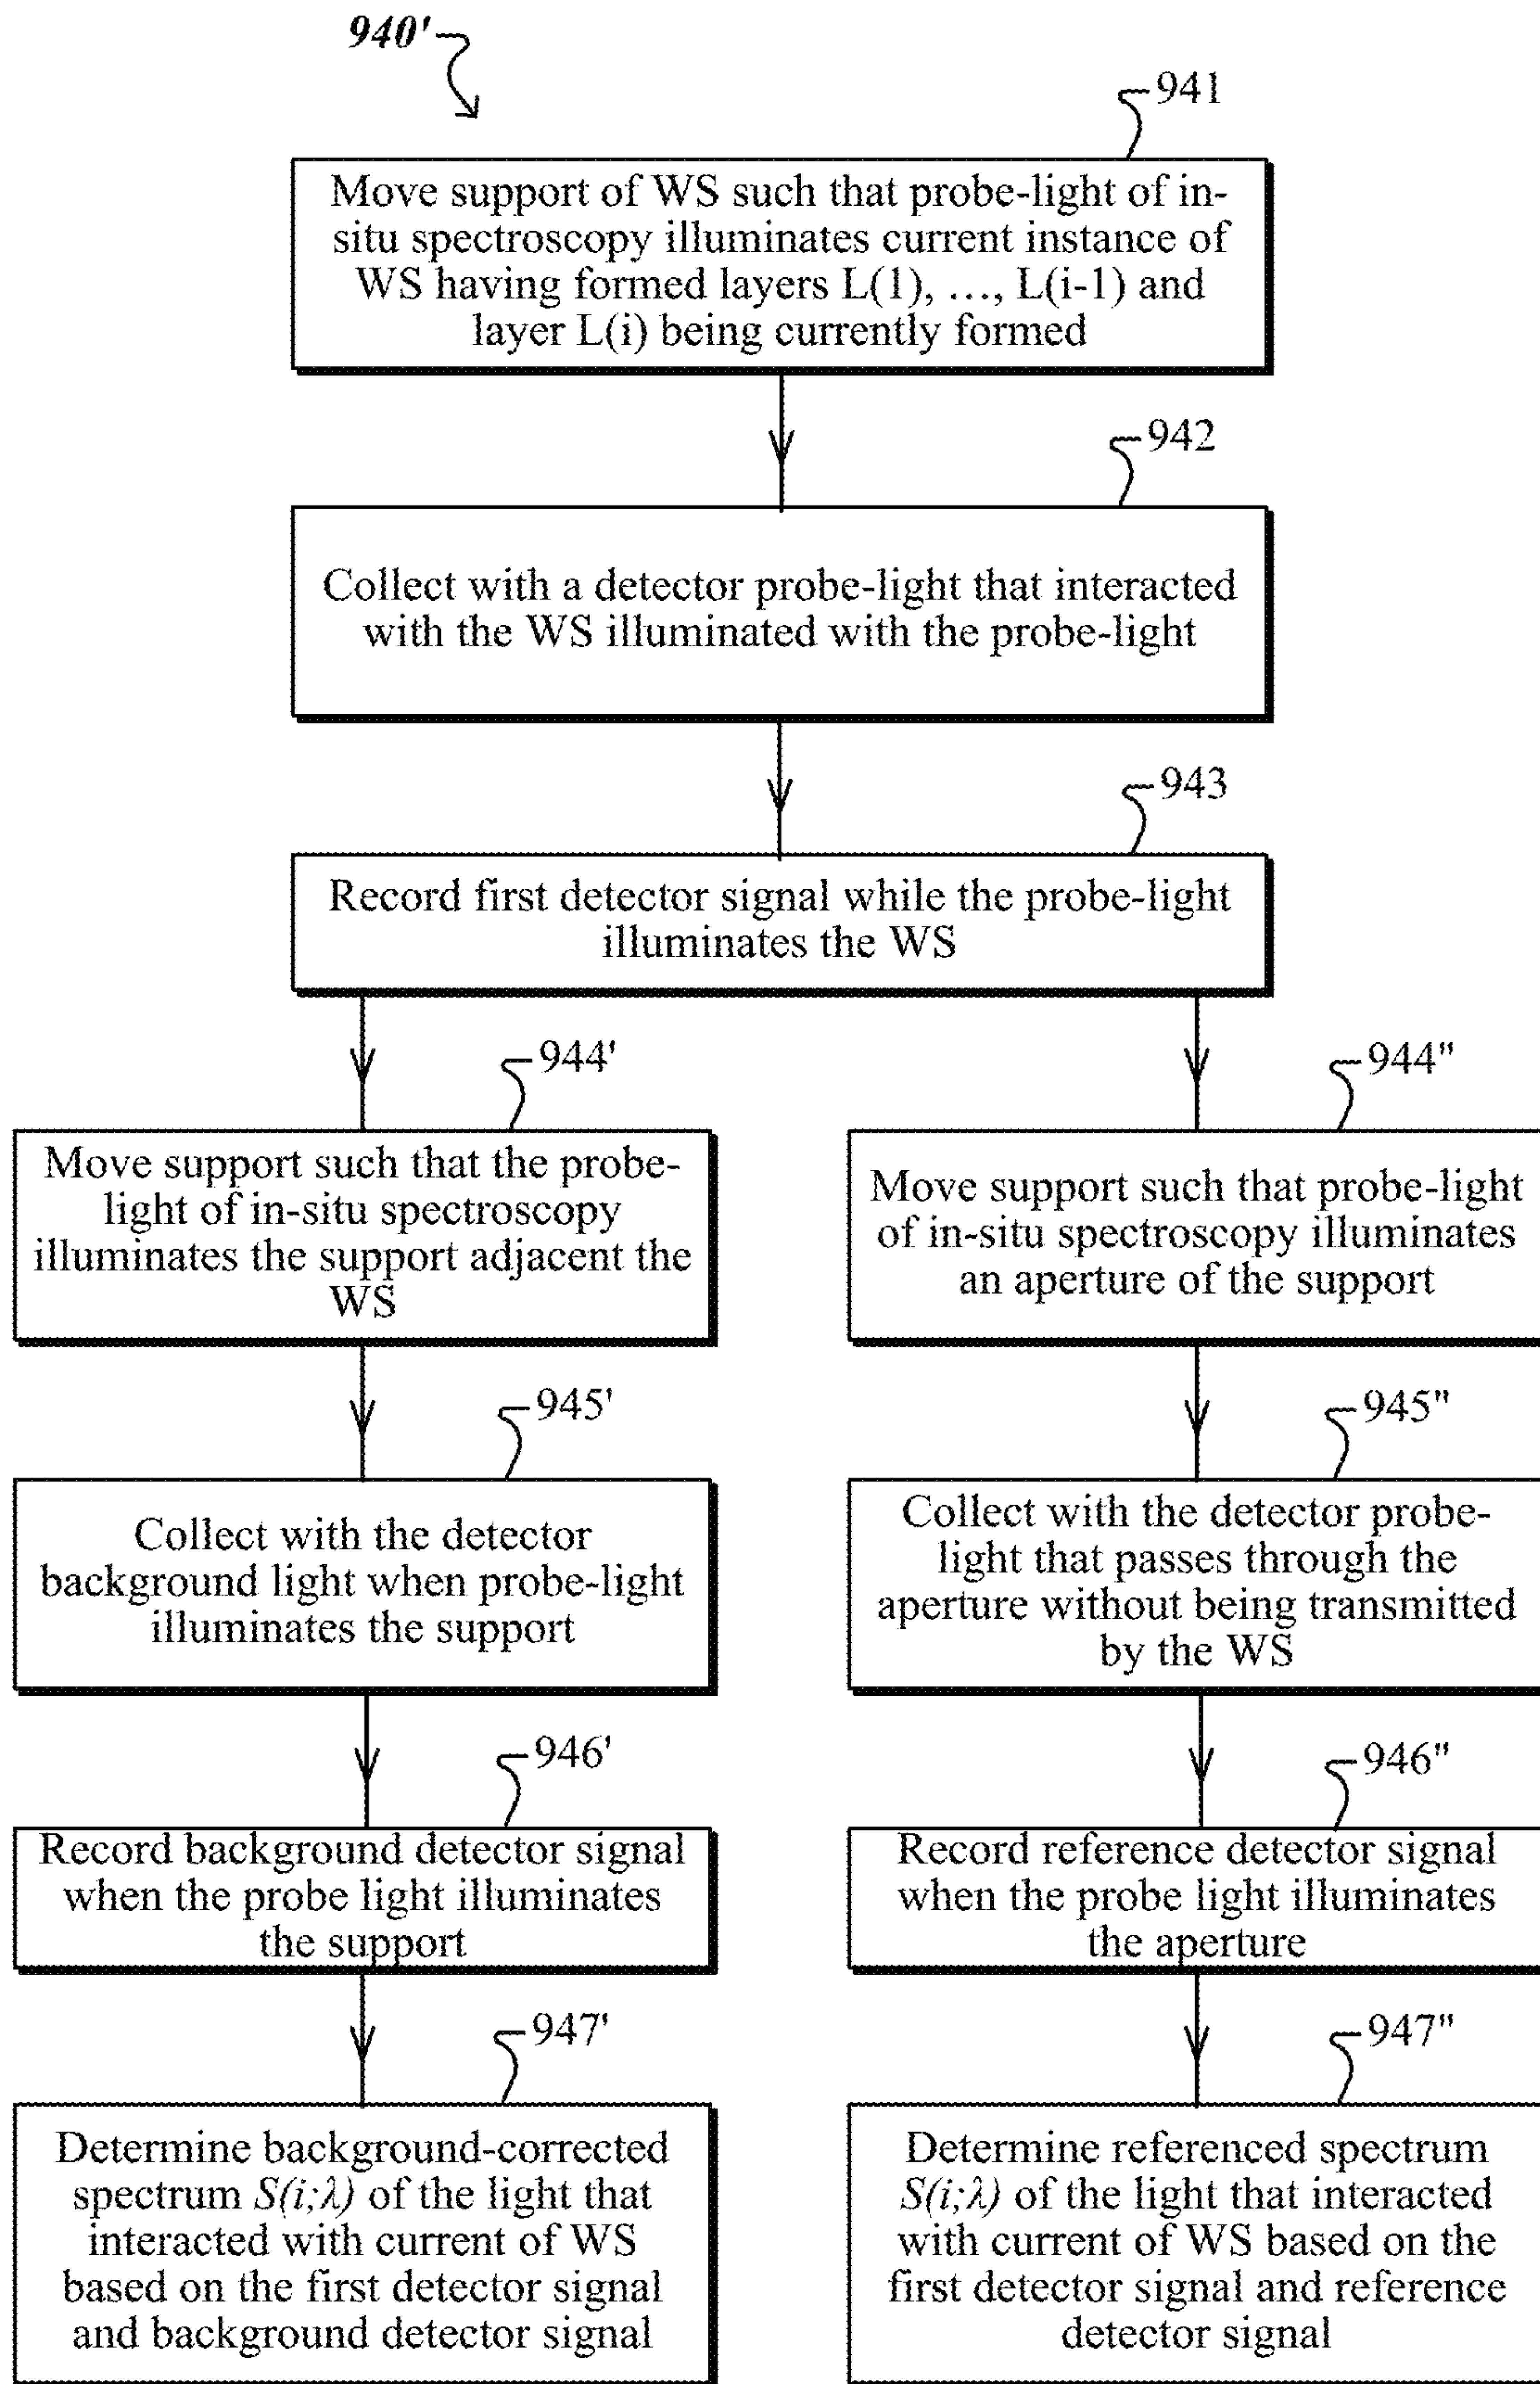 940'
941
Move support of WS such that probe-light of in-
situ spectroscopy illuminates current instance of
WS having formed layers L(1), …, L(i-1) and
layer L(i) being currently formed
942
Collect with a detector probe-light that interacted
with the WS illuminated with the probe-light
943
Record first detector signal while the probe-light
illuminates the WS
944'
Move support such that the probe-
light of in-situ spectroscopy
illuminates the support adjacent the
WS
944"
Move support such that probe-light
of in-situ spectroscopy illuminates
an aperture of the support
945'
Collect with the detector
background light when probe-light
illuminates the support
945"
Collect with the detector probe-
light that passes through the
aperture without being transmitted
by the WS
946'
Record background detector signal
when the probe light illuminates
the support
946"
Record reference detector signal
when the probe light illuminates
the aperture
947'
Determine background-corrected
spectrum S(i;λ) of the light that
interacted with current of WS
based on the first detector signal
and background detector signal
947"
Determine referenced spectrum
S(i;λ) of the light that interacted
with current of WS based on the
first detector signal and reference
detector signal